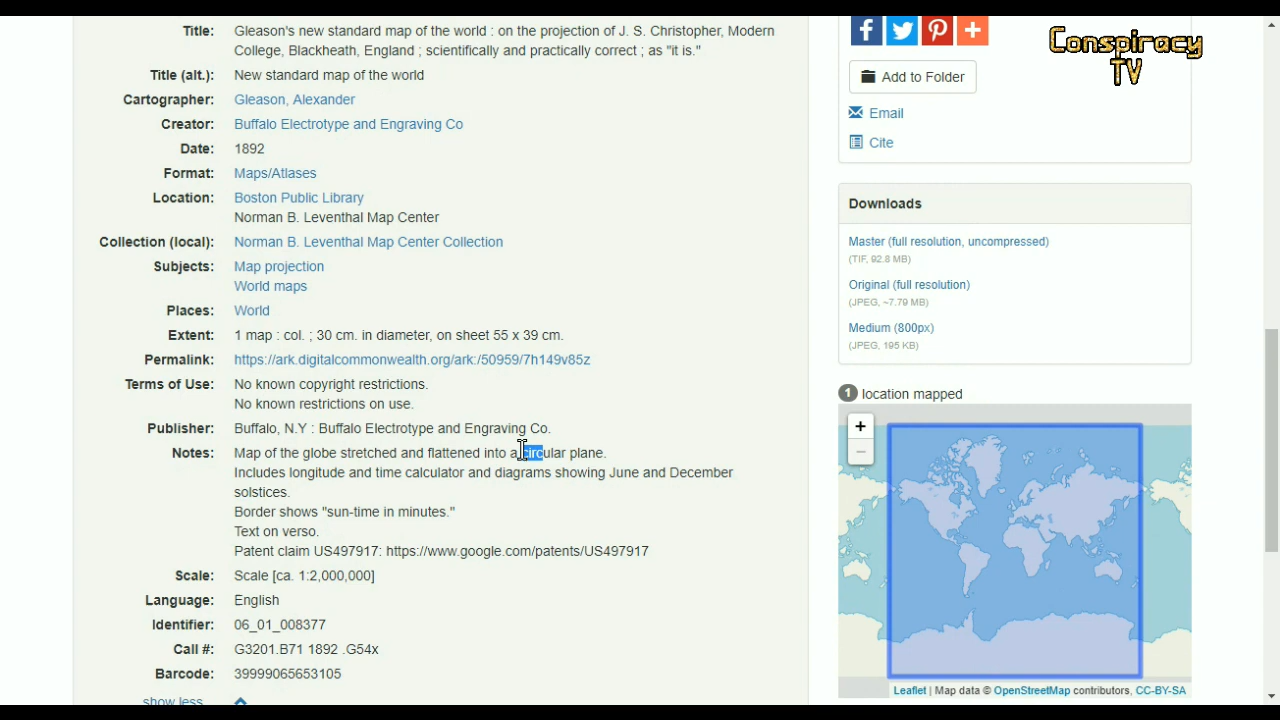 Title: Gleason's new standard map of the world : on the projection of J. S. Christopher, Modern
College, Blackheath, England ; scientifically and practically correct ; as "it is."
Title (alt.): New standard map of the world
Cartographer: Gleason, Alexander
Creator: Buffalo Electrotype and Engraving Co
Date: 1892
Format: Maps/Atlases
Location: Boston Public Library
Norman B. Leventhal Map Center
Collection (local): Norman B. Leventhal Map Center Collection
Subjects: Map projection
World maps
Places: World
Extent: 1 map : col. ; 30 cm. in diameter, on sheet 55 x 39 cm.
Permalink: https://ark.digitalcommonwealth.org/ark:/50959/7h149v85z
Terms of Use: No known copyright restrictions.
No known restrictions on use.
Publisher: Buffalo, N.Y : Buffalo Electrotype and Engraving Co.
Notes: Map of the globe stretched and flattened into a circular plane.
Includes longitude and time calculator and diagrams showing June and December
solstices.
Border shows "sun-time in minutes."
Text on verso.
Patent claim US497917: https://www.google.com/patents/US497917
Scale: Scale [ca. 1:2,000,000]
Language: English
Identifier: 06_01_008377
Call #: G3201.B71 1892 .G54x
Barcode: 39999065653105
show less
Conspiracy
TV
Add to Folder
Email
Cite
Downloads
Master (full resolution, uncompressed)
(TIF, 92.8 MB)
Original (full resolution)
(JPEG, ~7.79 MB)
Medium (800px)
(JPEG, 195 KB)
1 location mapped
+
−
Leaflet | Map data © OpenStreetMap contributors, CC-BY-SA